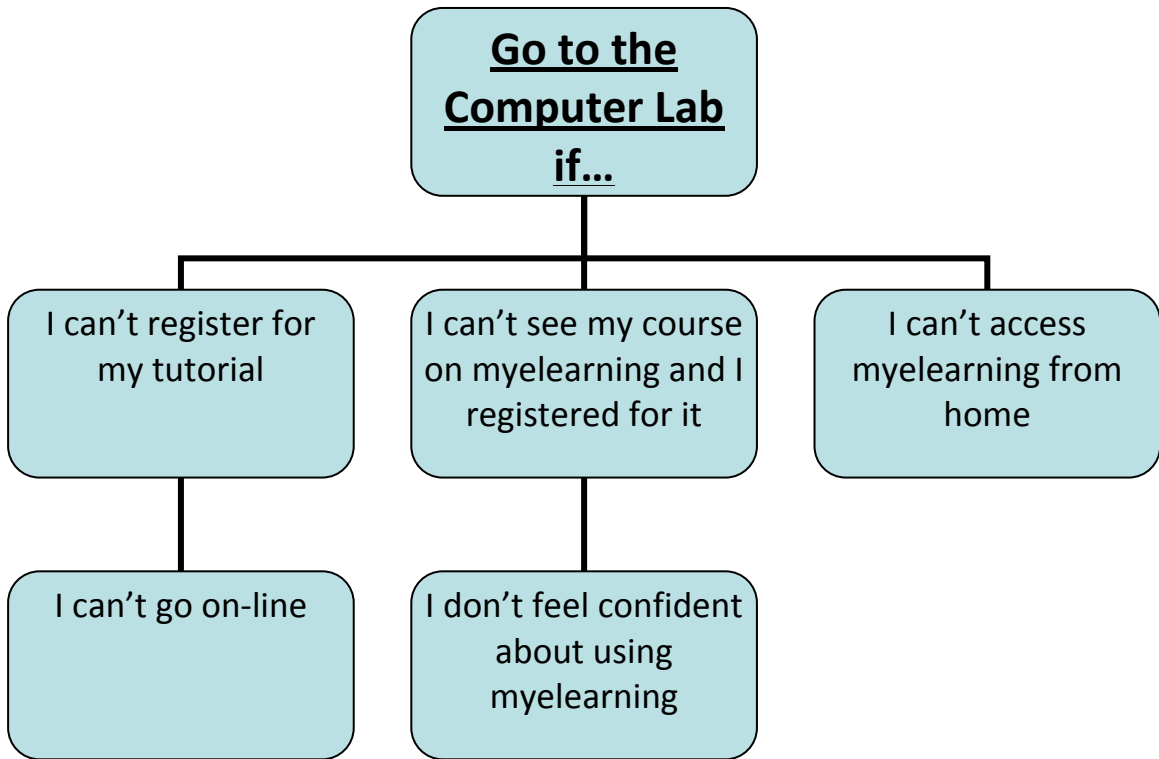 Go to the
Computer Lab
if...
I can’t register for
my tutorial
I can’t see my course
on myelearning and I
registered for it
I can’t access
myelearning from
home
I can’t go on-line
I don’t feel confident
about using
myelearning